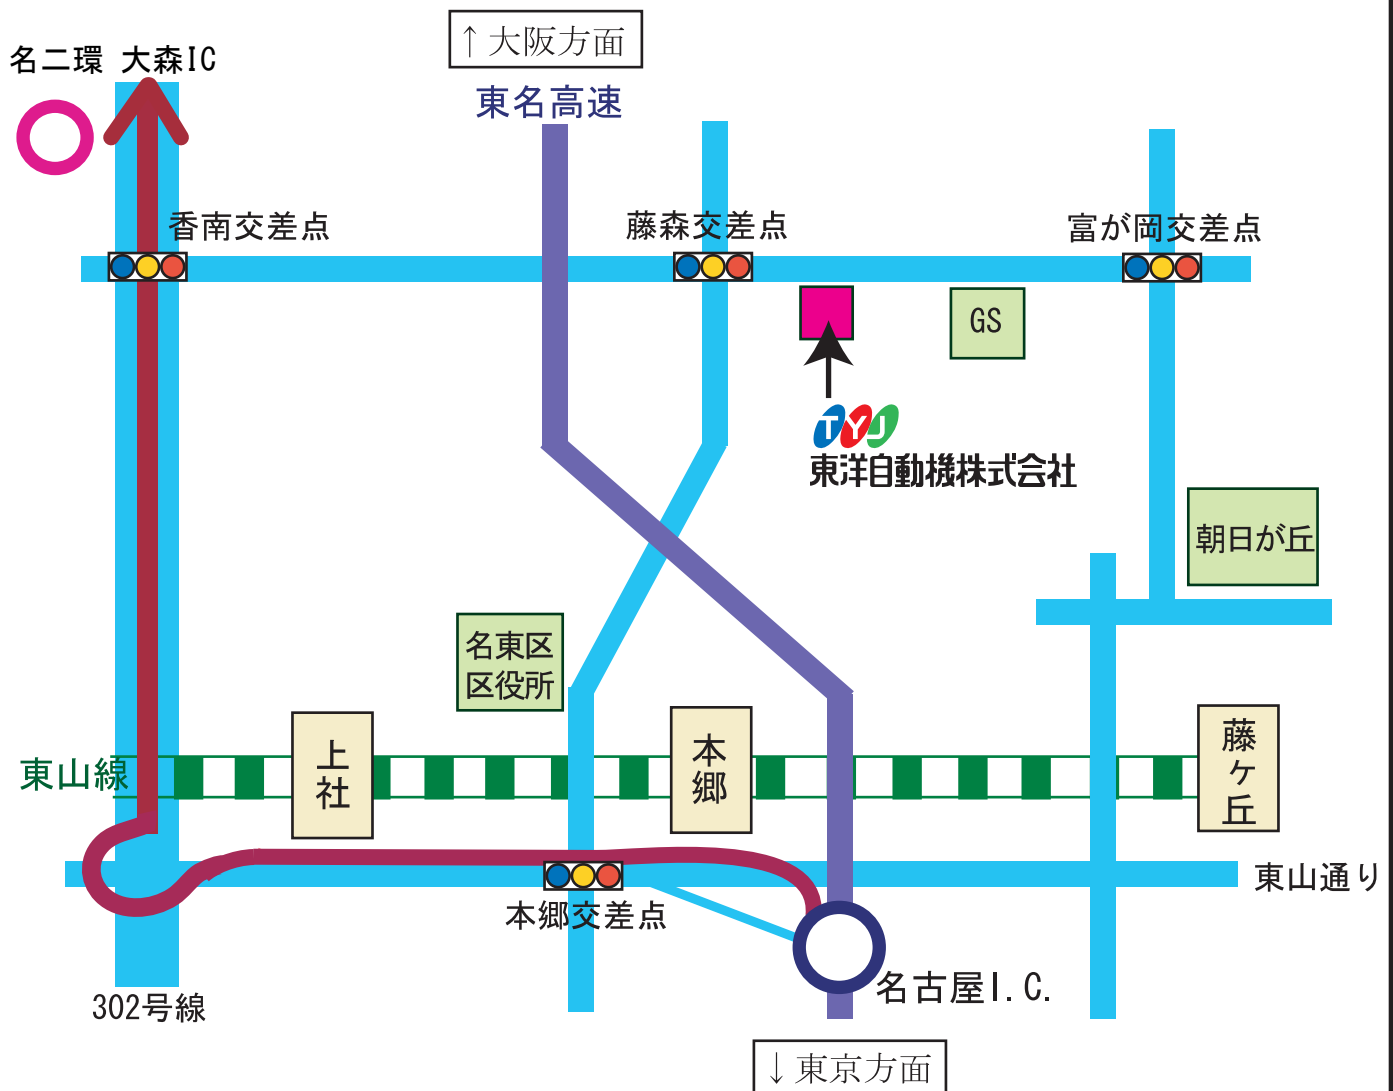 ↑大阪方面
名二環 大森IC
東名高速
香南交差点
藤森交差点
富が岡交差点
GS
TYJ
東洋自動機株式会社
朝日が丘
名東区
区役所
上社
本郷
藤ヶ丘
東山線
東山通り
本郷交差点
名古屋I.C.
302号線
↓東京方面